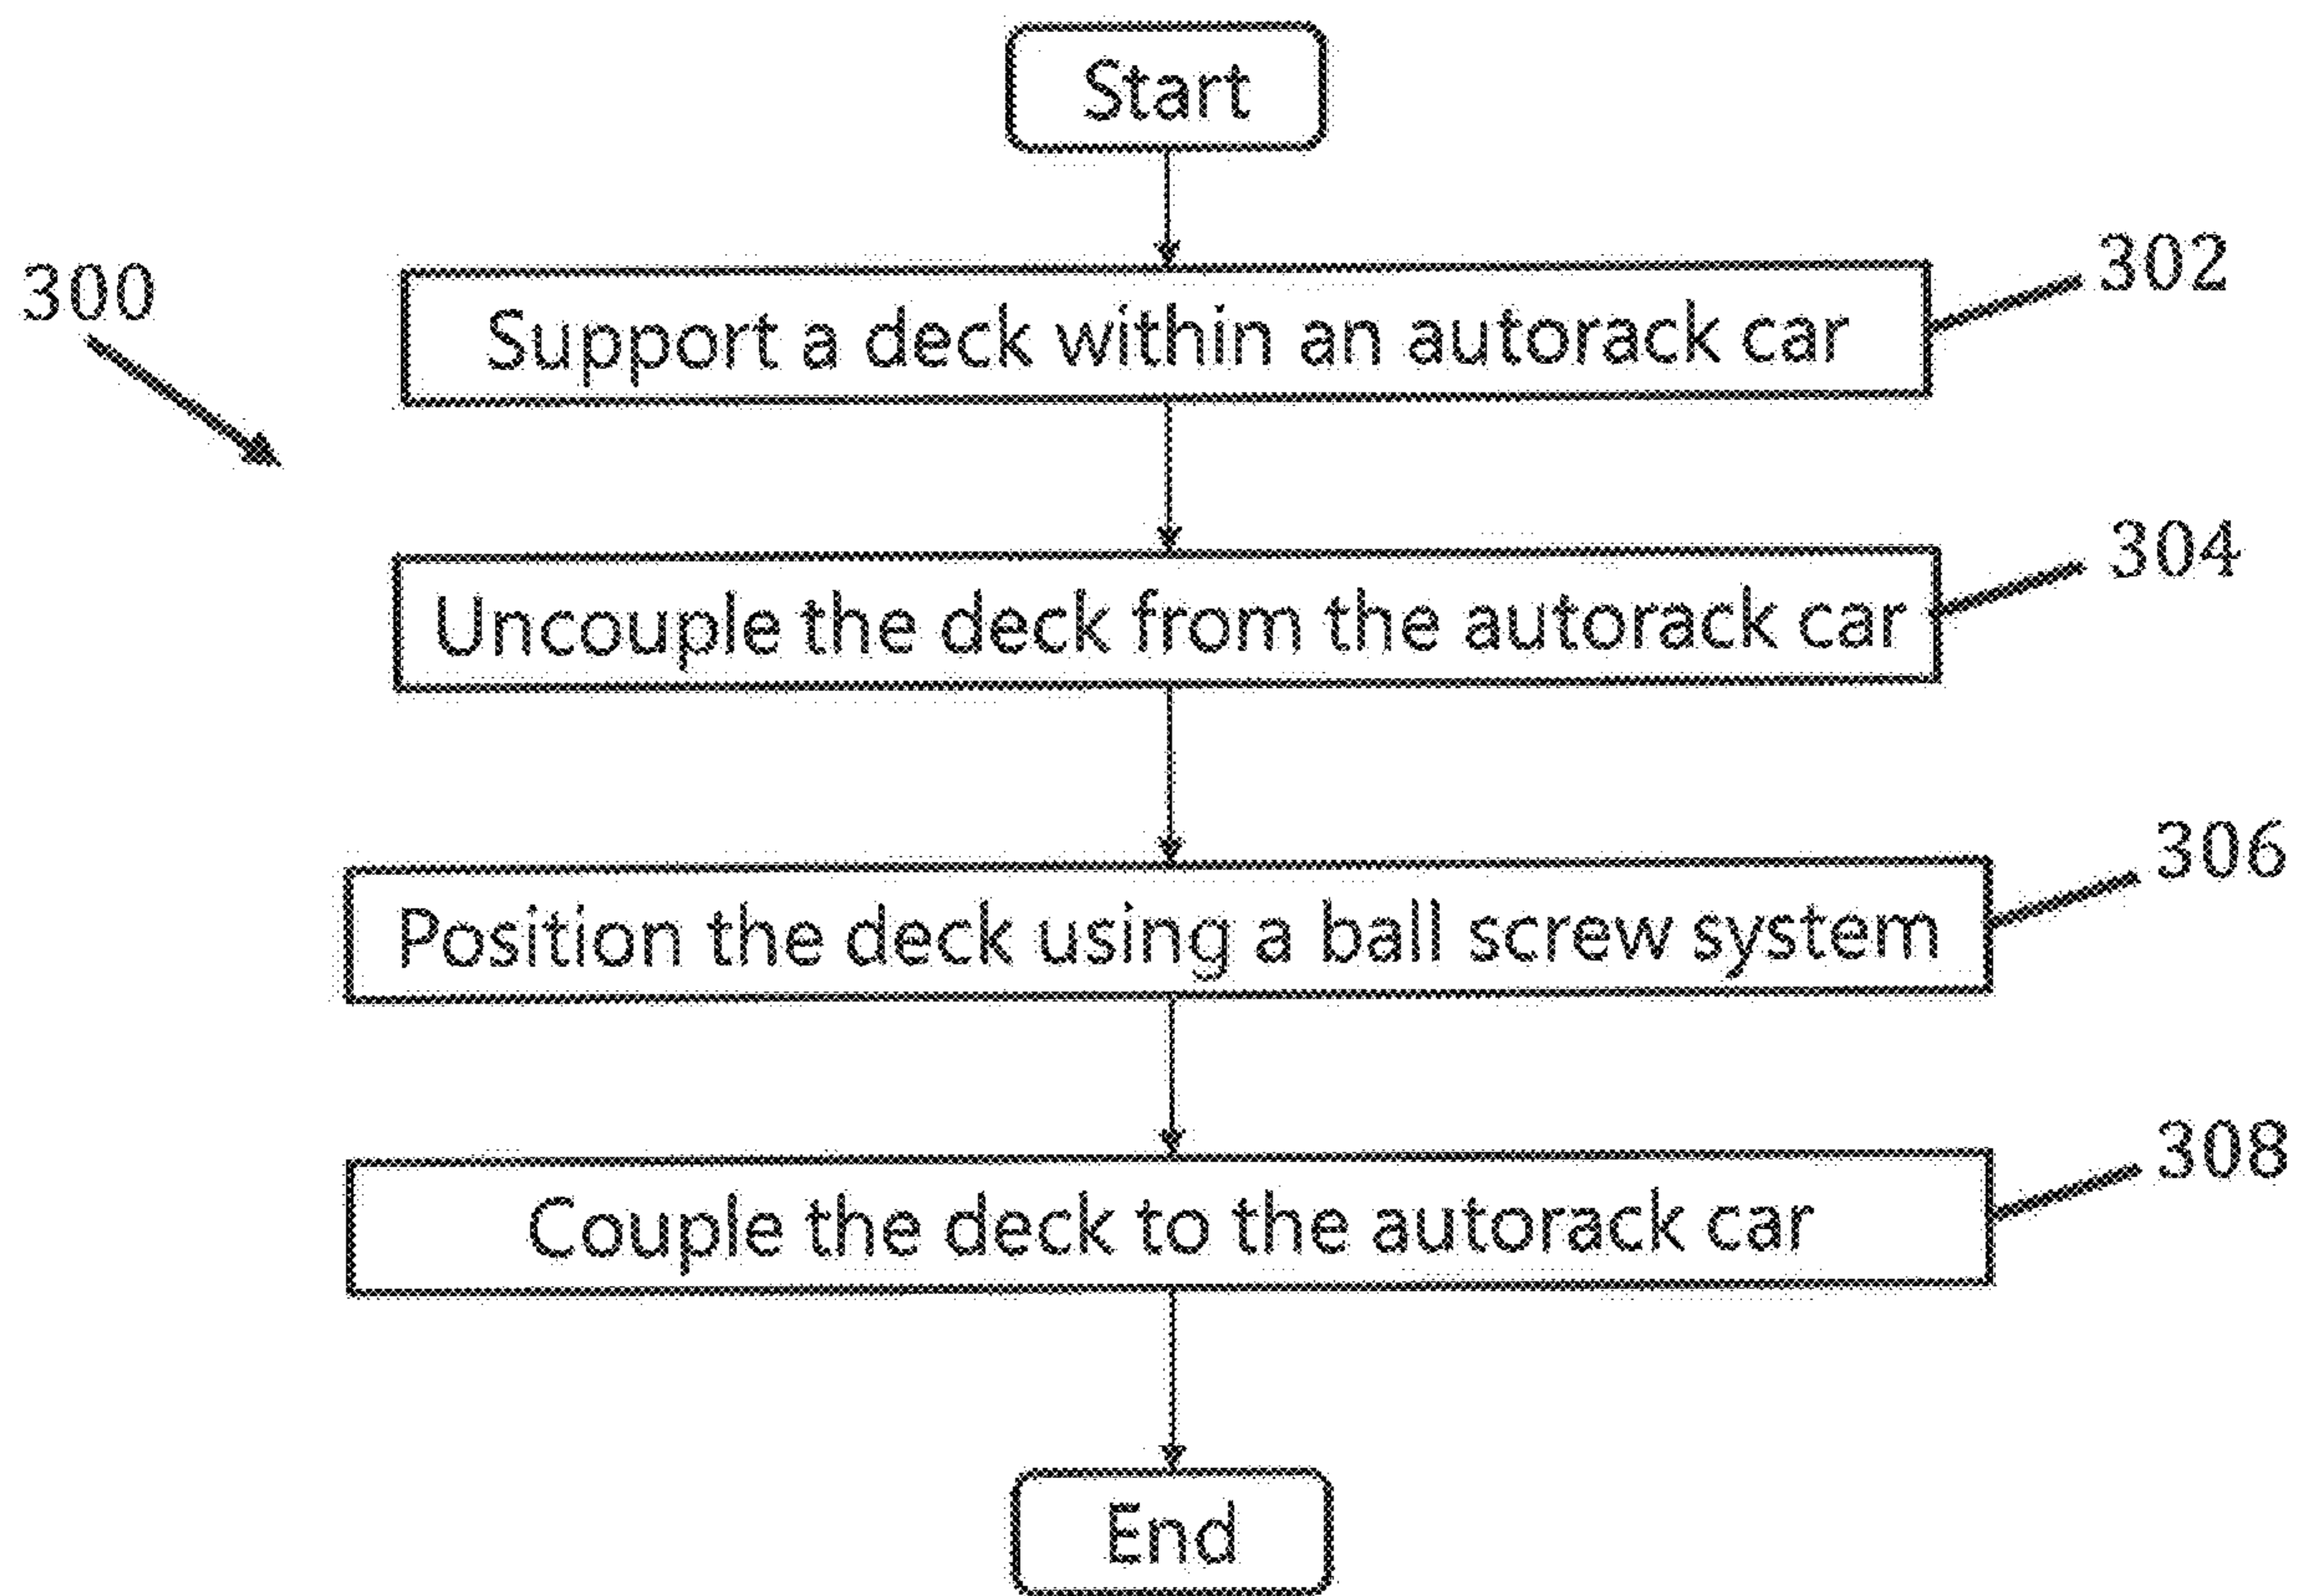 Start
300
Support a deck within an autorack car
302
Uncouple the deck from the autorack car
304
Position the deck using a ball screw system
306
Couple the deck to the autorack car
308
End